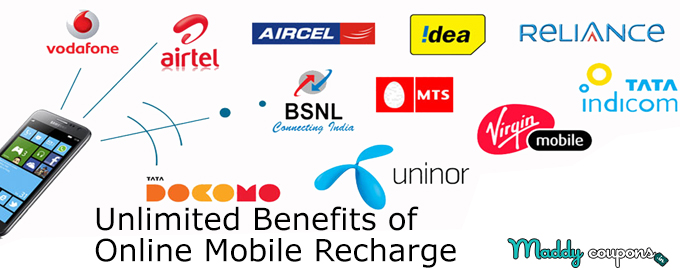 vodafone
airtel
AIRCEL
!dea
RELIANCE
BSNL
Connecting India
MTS
TATA
indicom
Virgin
mobile
TATA
DOCOMO
uninor
Unlimited Benefits of
Online Mobile Recharge
Maddy coupons.in